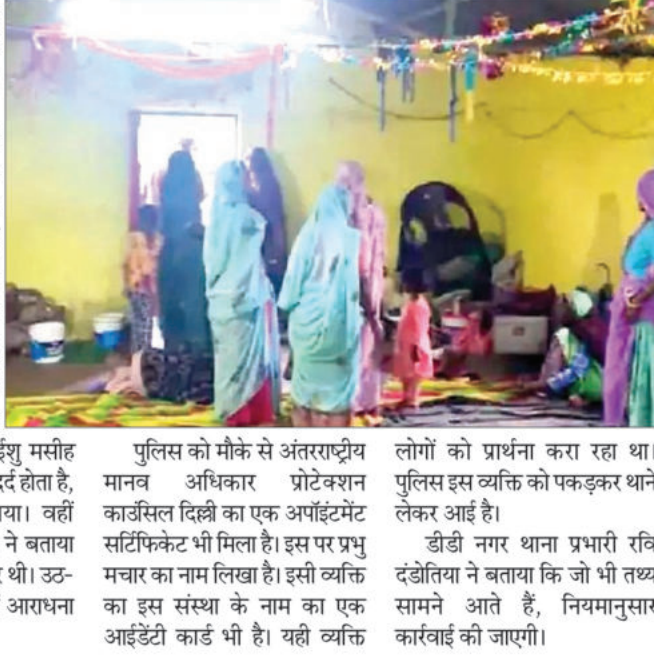 ईशु मसीह
दर्द होता है,
गया। वहीं
ने बताया
र थी। उठ-
आराधना
पुलिस को मौके से अंतरराष्ट्रीय
मानव अधिकार प्रोटेक्शन
काउंसिल दिल्ली का एक अपॉइंटमेंट
सर्टिफिकेट भी मिला है। इस पर प्रभु
मचार का नाम लिखा है। इसी व्यक्ति
का इस संस्था के नाम का एक
आईडेंटी कार्ड भी है। यही व्यक्ति
लोगों को प्रार्थना करा रहा था।
पुलिस इस व्यक्ति को पकड़कर थाने
लेकर आई है।
डीडी नगर थाना प्रभारी रवि
दंडोतिया ने बताया कि जो भी तथ्य
सामने आते हैं, नियमानुसार
कार्रवाई की जाएगी।